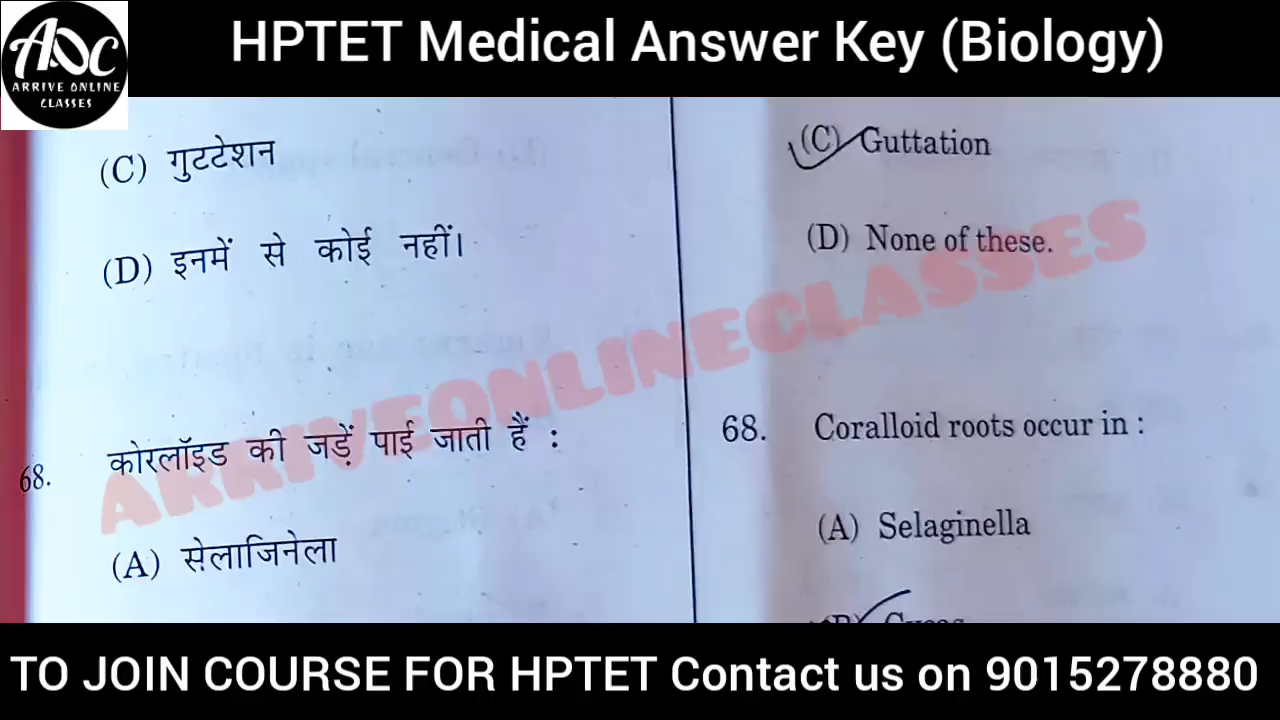 ARRIVE ONLINE
CLASSES
HPTET Medical Answer Key (Biology)
(C) गुटटेशन
(D) इनमें से कोई नहीं।
68. कोरलॉइड की जड़ें पाई जाती हैं :
(A) सेलाजिनेला
(C) Guttation
(D) None of these.
68. Coralloid roots occur in :
(A) Selaginella
ARRIVEONLINECLASSES
TO JOIN COURSE FOR HPTET Contact us on 9015278880